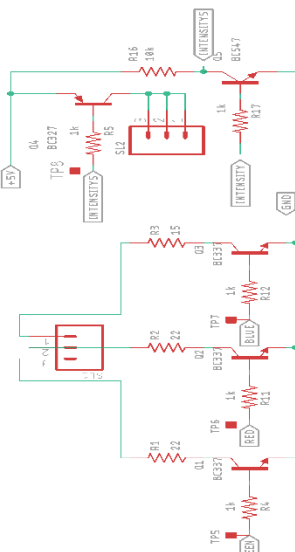 R16
10k
INTENSITY5
Q5
BC547
1k
R17
INTENSITY
+5V
Q4
BC327
1k
R5
TP8
INTENSITY5
SL2
GND
R3
15
Q3
BC337
1k
R12
TP7
BLUE
R2
22
Q2
BC337
1k
R11
TP6
RED
R1
22
Q1
BC337
1k
R4
TP5
EEN